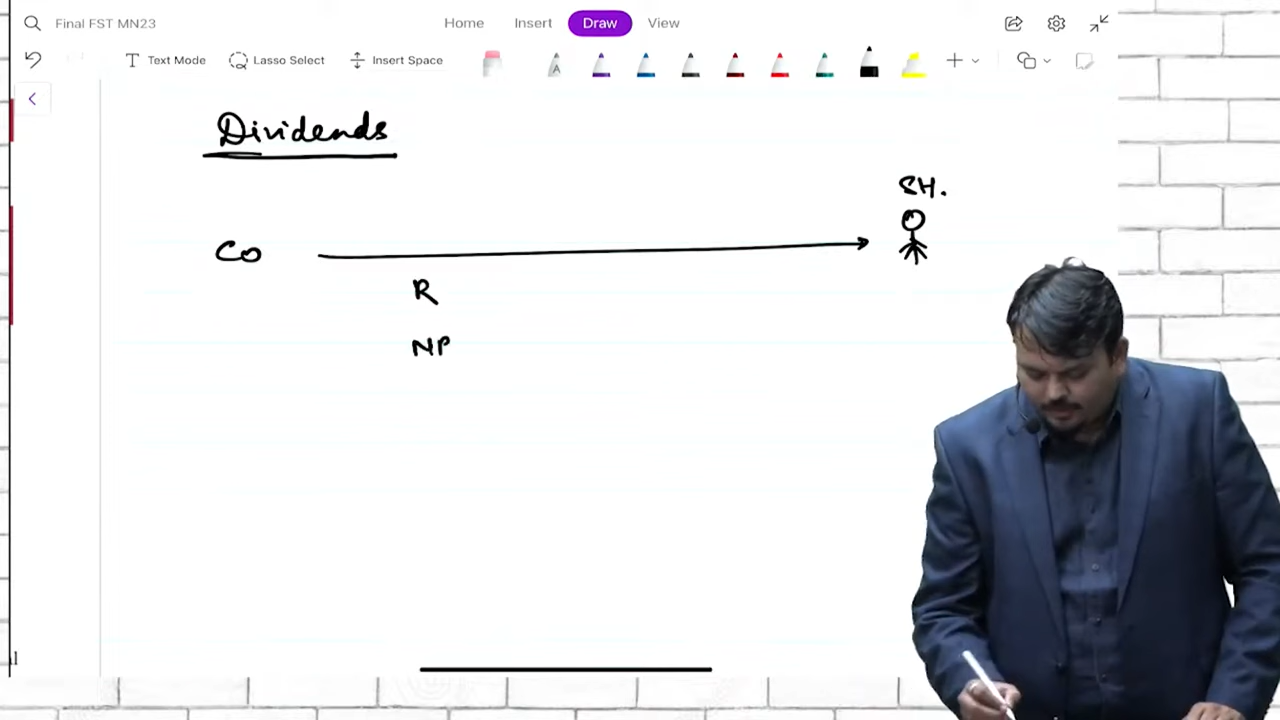 Final FST MN23
Home Insert Draw View
Text Mode Lasso Select Insert Space
A
Dividends
SH.
Co
R
NP